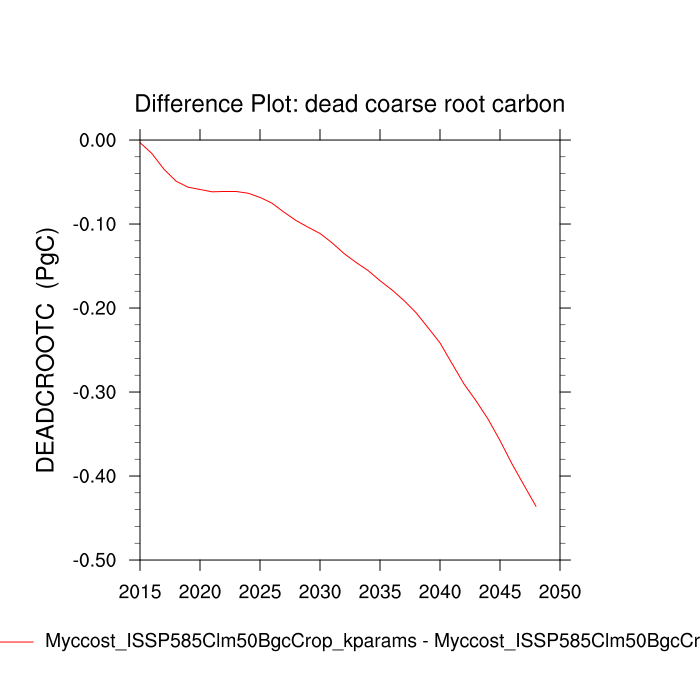 Difference Plot: dead coarse root carbon
0.00
-0.10
-0.20
-0.30
-0.40
-0.50
DEADCROOTC (PgC)
2015 2020 2025 2030 2035 2040 2045 2050
Myccost_ISSP585Clm50BgcCrop_kparams - Myccost_ISSP585Clm50BgcCr